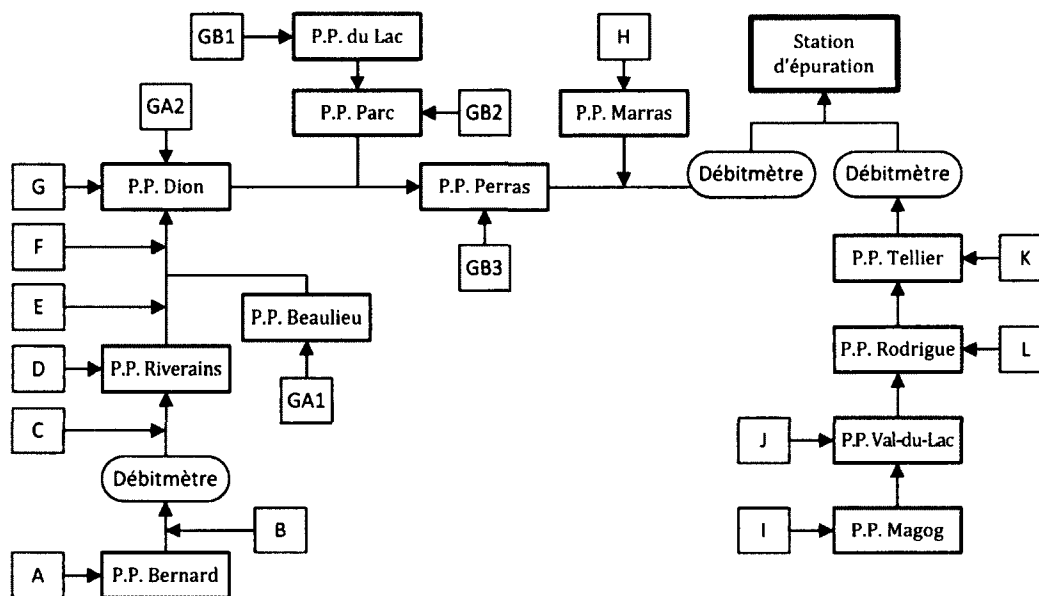 GB1
P.P. du Lac
H
Station
d'épuration
GA2
P.P. Parc
GB2
P.P. Marras
G
P.P. Dion
P.P. Perras
Débitmètre
Débitmètre
F
GB3
P.P. Tellier
K
E
P.P. Beaulieu
D
P.P. Riverains
P.P. Rodrigue
L
GA1
C
J
P.P. Val-du-Lac
Débitmètre
B
I
P.P. Magog
A
P.P. Bernard